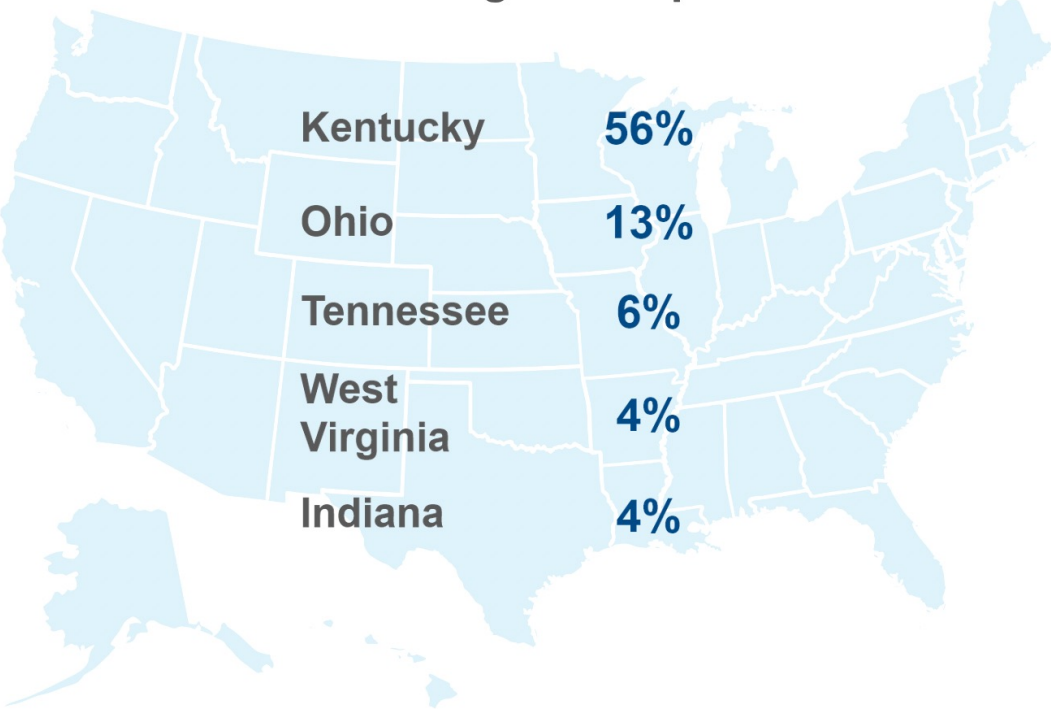 Kentucky 56%
Ohio 13%
Tennessee 6%
West
Virginia 4%
Indiana 4%